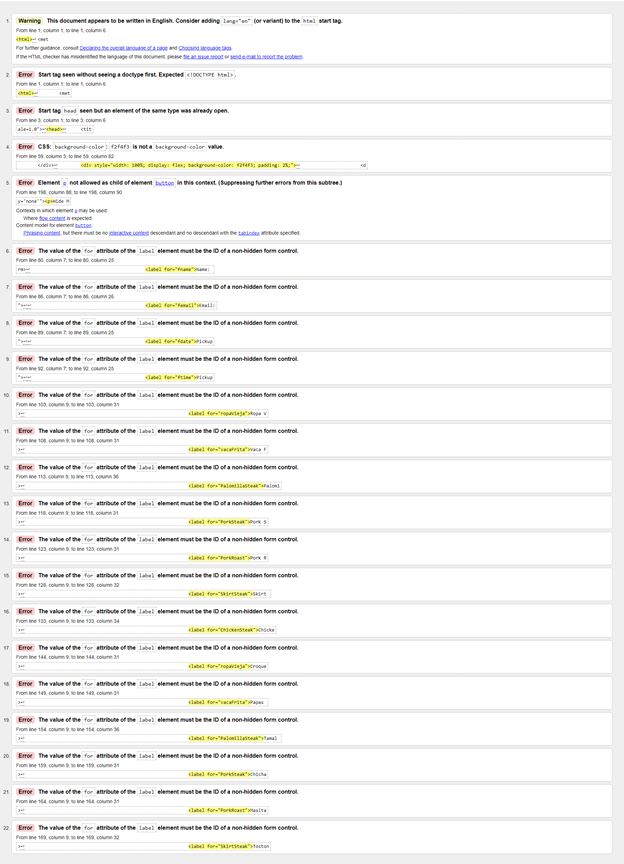 1. Warning This document appears to be written in English. Consider adding lang="en" (or variant) to the html start tag.
From line 1, column 1; to line 1, column 6
<html>↩ <met
For further guidance, consult Declaring the overall language of a page and Choosing language tags.
If the HTML checker has misidentified the language of this document, please file an issue report or send e-mail to report the problem.
2. Error Start tag seen without seeing a doctype first. Expected <!DOCTYPE html>.
From line 1, column 1; to line 1, column 6
<html>↩ <met
3. Error Start tag head seen but an element of the same type was already open.
From line 3, column 1; to line 3, column 6
ale=1.0">↩<head>↩ <tit
4. Error CSS: background-color: f2f4f3 is not a background-color value.
From line 59, column 3; to line 59, column 82
</div>↩ <div style="width: 100%; display: flex; background-color: f2f4f3; padding: 2%;">↩ <d
5. Error Element p not allowed as child of element button in this context. (Suppressing further errors from this subtree.)
From line 198, column 88; to line 198, column 90
y='none'"><p>Hide M
Contexts in which element p may be used:
Where flow content is expected.
Content model for element button:
Phrasing content, but there must be no interactive content descendant and no descendant with the tabindex attribute specified.
6. Error The value of the for attribute of the label element must be the ID of a non-hidden form control.
From line 80, column 7; to line 80, column 25
rm>↩ <label for="fname">Name:
7. Error The value of the for attribute of the label element must be the ID of a non-hidden form control.
From line 86, column 7; to line 86, column 26
<label for="femail">Email:
8. Error The value of the for attribute of the label element must be the ID of a non-hidden form control.
From line 89, column 7; to line 89, column 25
<label for="fdate">Pickup
9. Error The value of the for attribute of the label element must be the ID of a non-hidden form control.
From line 92, column 7; to line 92, column 25
<label for="ftime">Pickup
10. Error The value of the for attribute of the label element must be the ID of a non-hidden form control.
From line 103, column 9; to line 103, column 31
>↩ <label for="ropaVieja">Ropa V
11. Error The value of the for attribute of the label element must be the ID of a non-hidden form control.
From line 108, column 9; to line 108, column 31
>↩ <label for="vacaFrita">Vaca F
12. Error The value of the for attribute of the label element must be the ID of a non-hidden form control.
From line 113, column 9; to line 113, column 36
>↩ <label for="PalomillaSteak">Palomi
13. Error The value of the for attribute of the label element must be the ID of a non-hidden form control.
From line 118, column 9; to line 118, column 31
>↩ <label for="PorkSteak">Pork S
14. Error The value of the for attribute of the label element must be the ID of a non-hidden form control.
From line 123, column 9; to line 123, column 31
>↩ <label for="PorkRoast">Pork R
15. Error The value of the for attribute of the label element must be the ID of a non-hidden form control.
From line 128, column 9; to line 128, column 32
>↩ <label for="SkirtSteak">Skirt
16. Error The value of the for attribute of the label element must be the ID of a non-hidden form control.
From line 133, column 9; to line 133, column 34
>↩ <label for="ChickenSteak">Chicke
17. Error The value of the for attribute of the label element must be the ID of a non-hidden form control.
From line 144, column 9; to line 144, column 31
>↩ <label for="ropaVieja">Croque
18. Error The value of the for attribute of the label element must be the ID of a non-hidden form control.
From line 149, column 9; to line 149, column 31
>↩ <label for="vacaFrita">Papas
19. Error The value of the for attribute of the label element must be the ID of a non-hidden form control.
From line 154, column 9; to line 154, column 36
>↩ <label for="PalomillaSteak">Tamal
20. Error The value of the for attribute of the label element must be the ID of a non-hidden form control.
From line 159, column 9; to line 159, column 31
>↩ <label for="PorkSteak">Chicha
21. Error The value of the for attribute of the label element must be the ID of a non-hidden form control.
From line 164, column 9; to line 164, column 31
>↩ <label for="PorkRoast">Masita
22. Error The value of the for attribute of the label element must be the ID of a non-hidden form control.
From line 169, column 9; to line 169, column 32
>↩ <label for="SkirtSteak">Toston